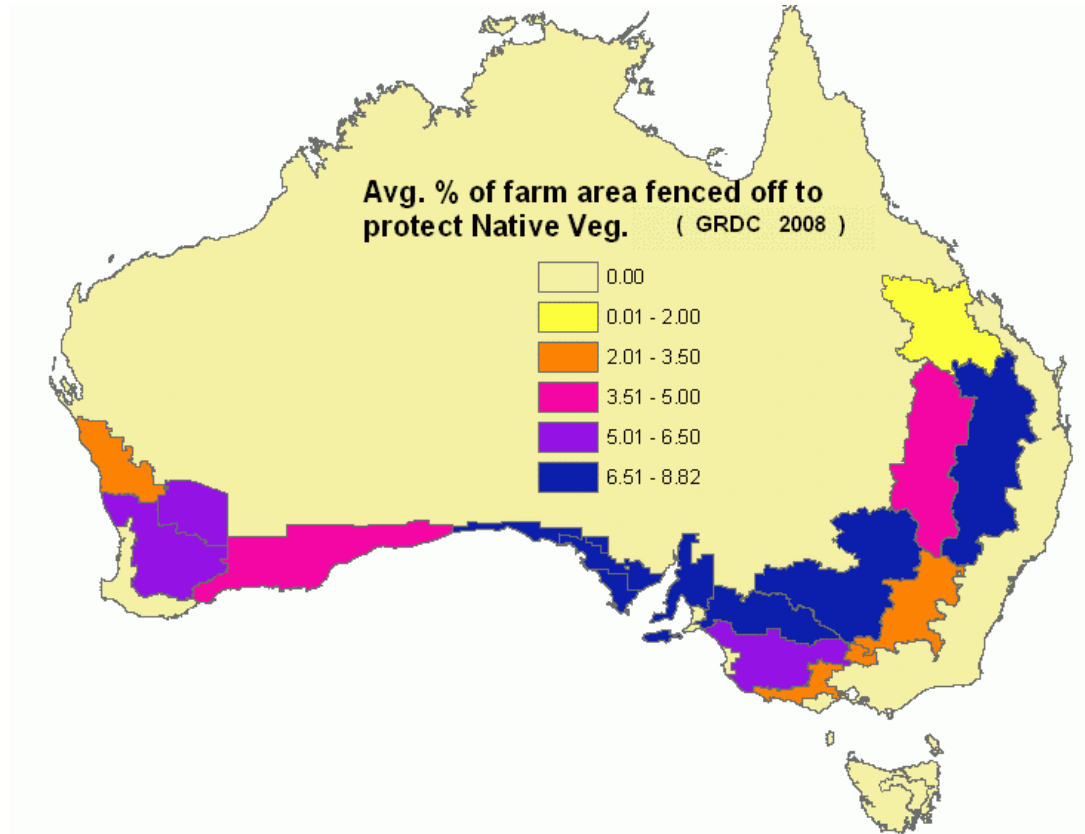 Avg. % of farm area fenced off to
protect Native Veg. ( GRDC 2008 )
0.00
0.01 - 2.00
2.01 - 3.50
3.51 - 5.00
5.01 - 6.50
6.51 - 8.82